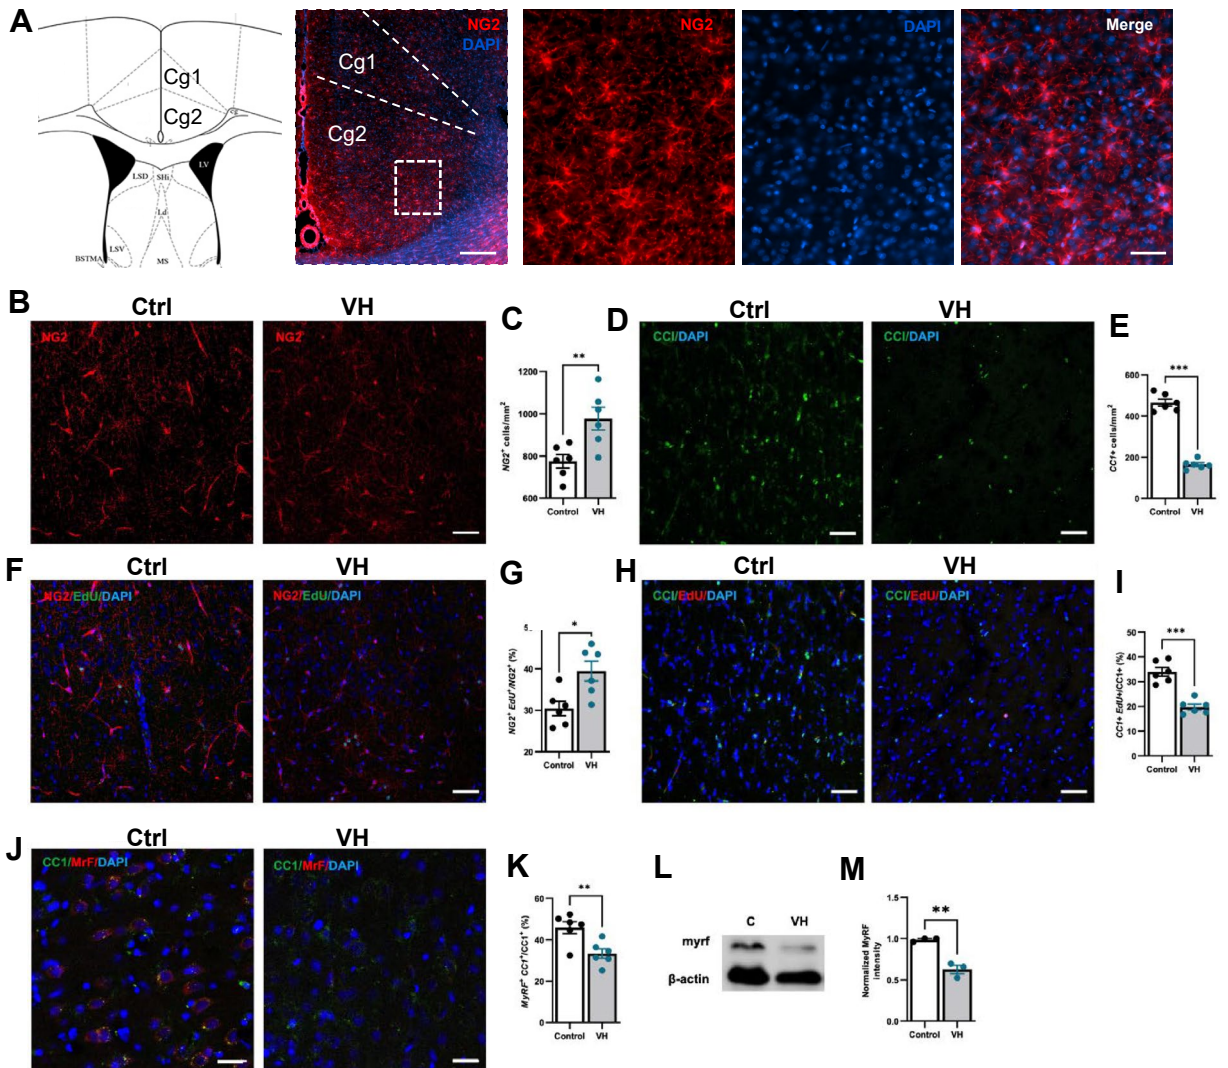 A
Cg1
Cg2
LV
LSD
SHi
Ld
LSV
BSTMA
MS
NG2
DAPI
Cg1
Cg2
NG2
DAPI
Merge
B
Ctrl
VH
NG2
NG2
C
**
1200
1000
800
600
NG2+ cells/mm2
Control
VH
D
Ctrl
VH
CCI/DAPI
CCI/DAPI
E
***
600
400
200
0
CC1+ cells/mm2
Control
VH
F
Ctrl
VH
NG2/EdU/DAPI
NG2/EdU/DAPI
G
*
5
40
30
20
NG2+ EdU+/NG2+ (%)
Control
VH
H
Ctrl
VH
CCI/EdU/DAPI
CCI/EdU/DAPI
I
***
50
40
30
20
10
0
CC1+ EdU+/CC1+ (%)
Control
VH
J
Ctrl
VH
CC1/MrF/DAPI
CC1/MrF/DAPI
K
**
60
40
20
0
MyRF+ CC1+/CC1+ (%)
Control
VH
L
C
VH
myrf
β-actin
M
**
1.5
1.0
0.5
0.0
Normalized MyRF
intensity
Control
VH